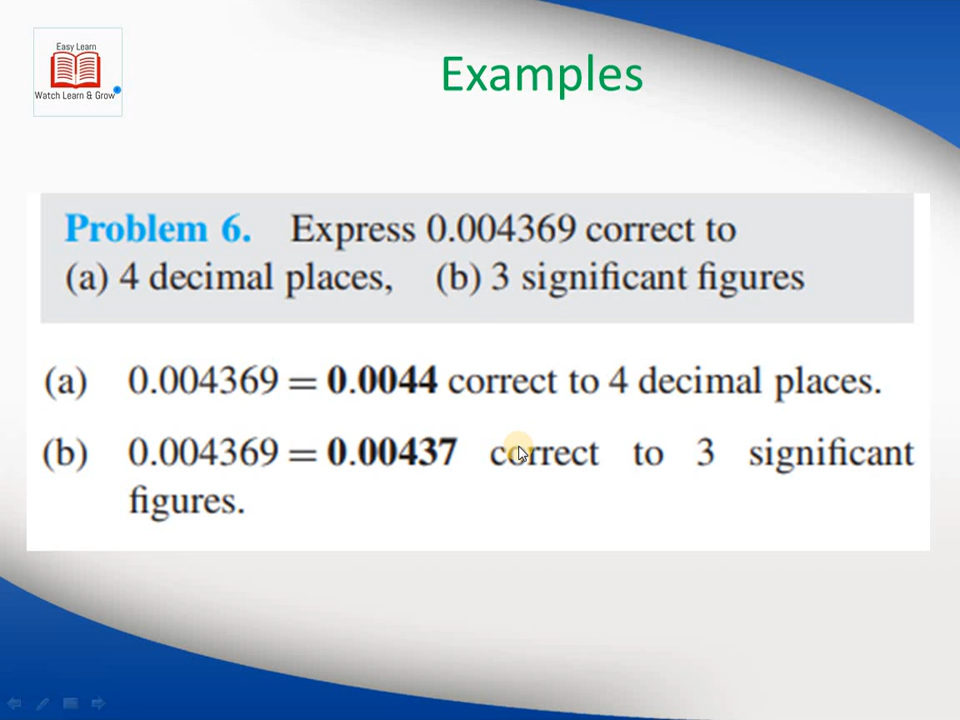 Easy Learn
Watch Learn & Grow
Examples
Problem 6. Express 0.004369 correct to
(a) 4 decimal places, (b) 3 significant figures
(a) 0.004369 = 0.0044 correct to 4 decimal places.
(b) 0.004369 = 0.00437 correct to 3 significant
figures.